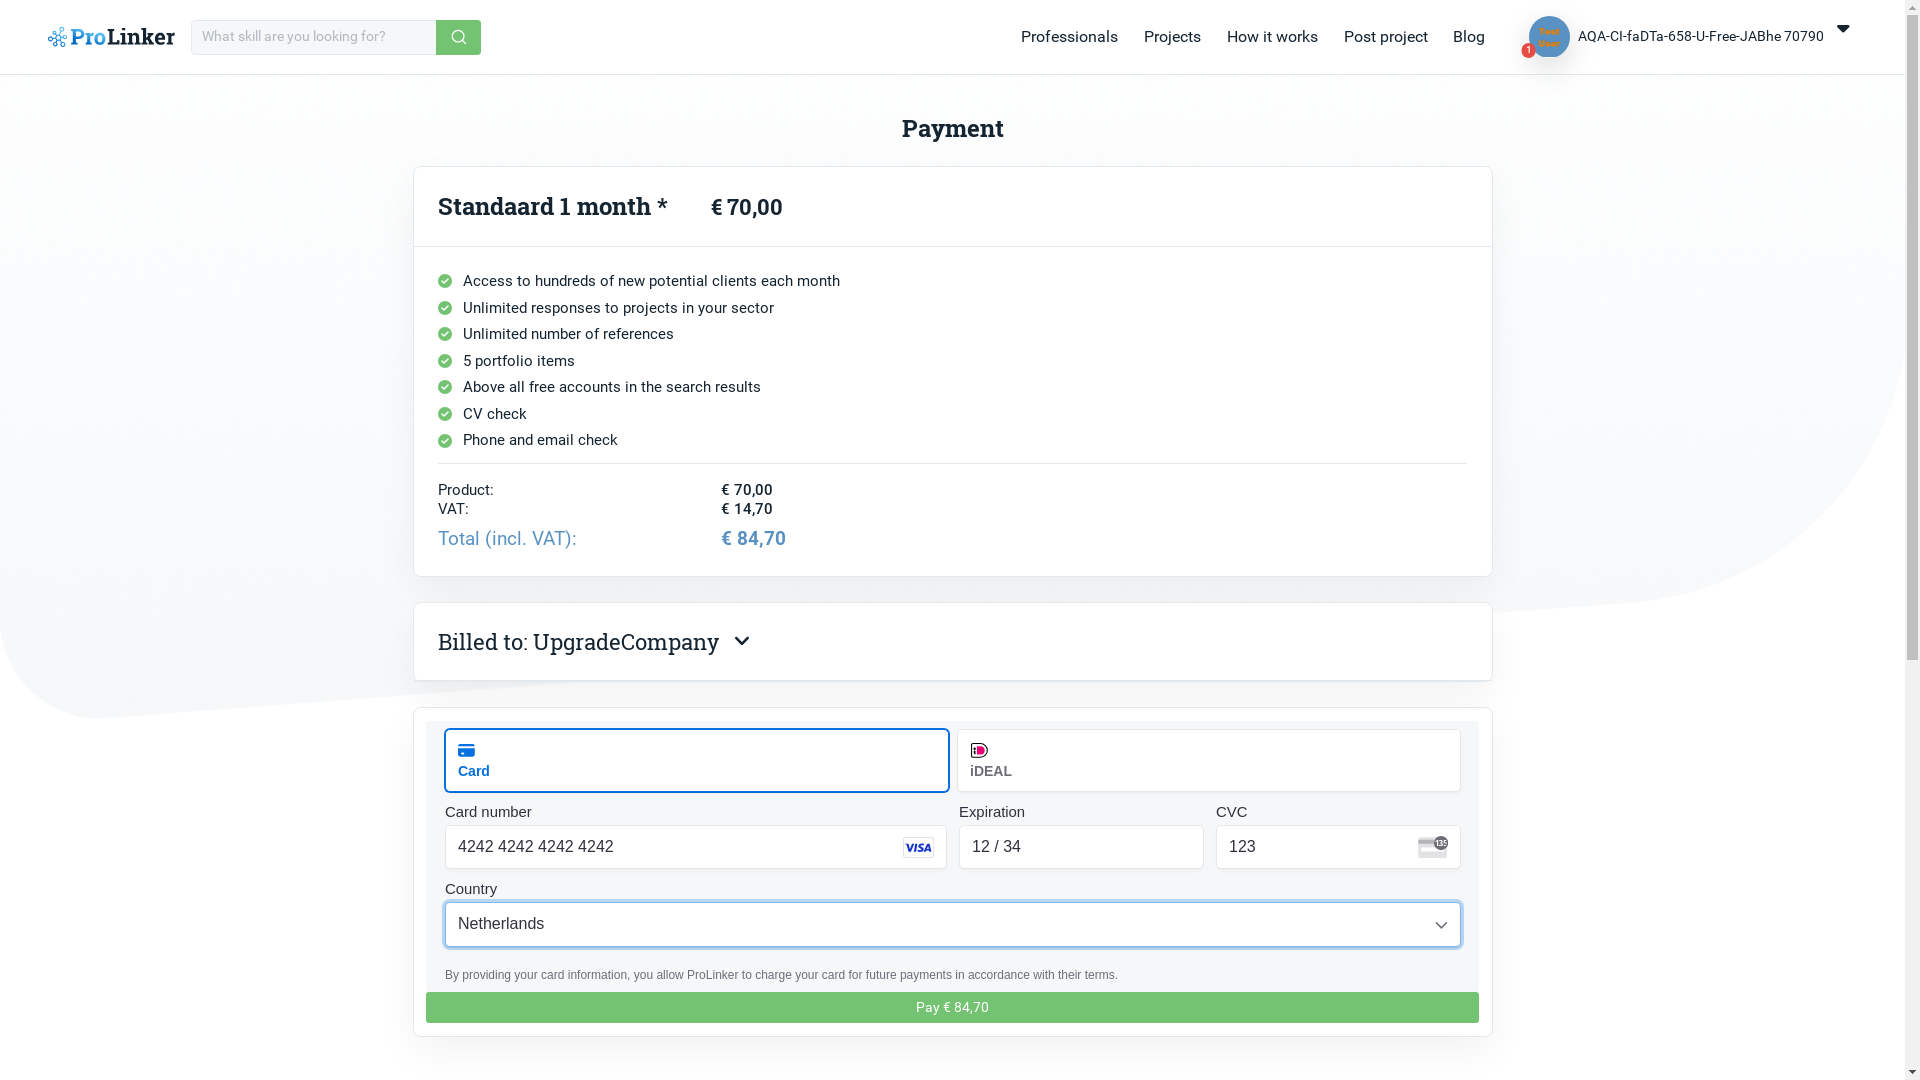 ProLinker
What skill are you looking for?
Professionals
Projects
How it works
Post project
Blog
Test User
1
AQA-CI-faDTa-658-U-Free-JABhe 70790
Payment
Standaard 1 month * € 70,00
Access to hundreds of new potential clients each month
Unlimited responses to projects in your sector
Unlimited number of references
5 portfolio items
Above all free accounts in the search results
CV check
Phone and email check
Product: € 70,00
VAT: € 14,70
Total (incl. VAT): € 84,70
Billed to: UpgradeCompany
Card
iDEAL
Card number
Expiration
CVC
4242 4242 4242 4242
VISA
12 / 34
123
135
Country
Netherlands
By providing your card information, you allow ProLinker to charge your card for future payments in accordance with their terms.
Pay € 84,70